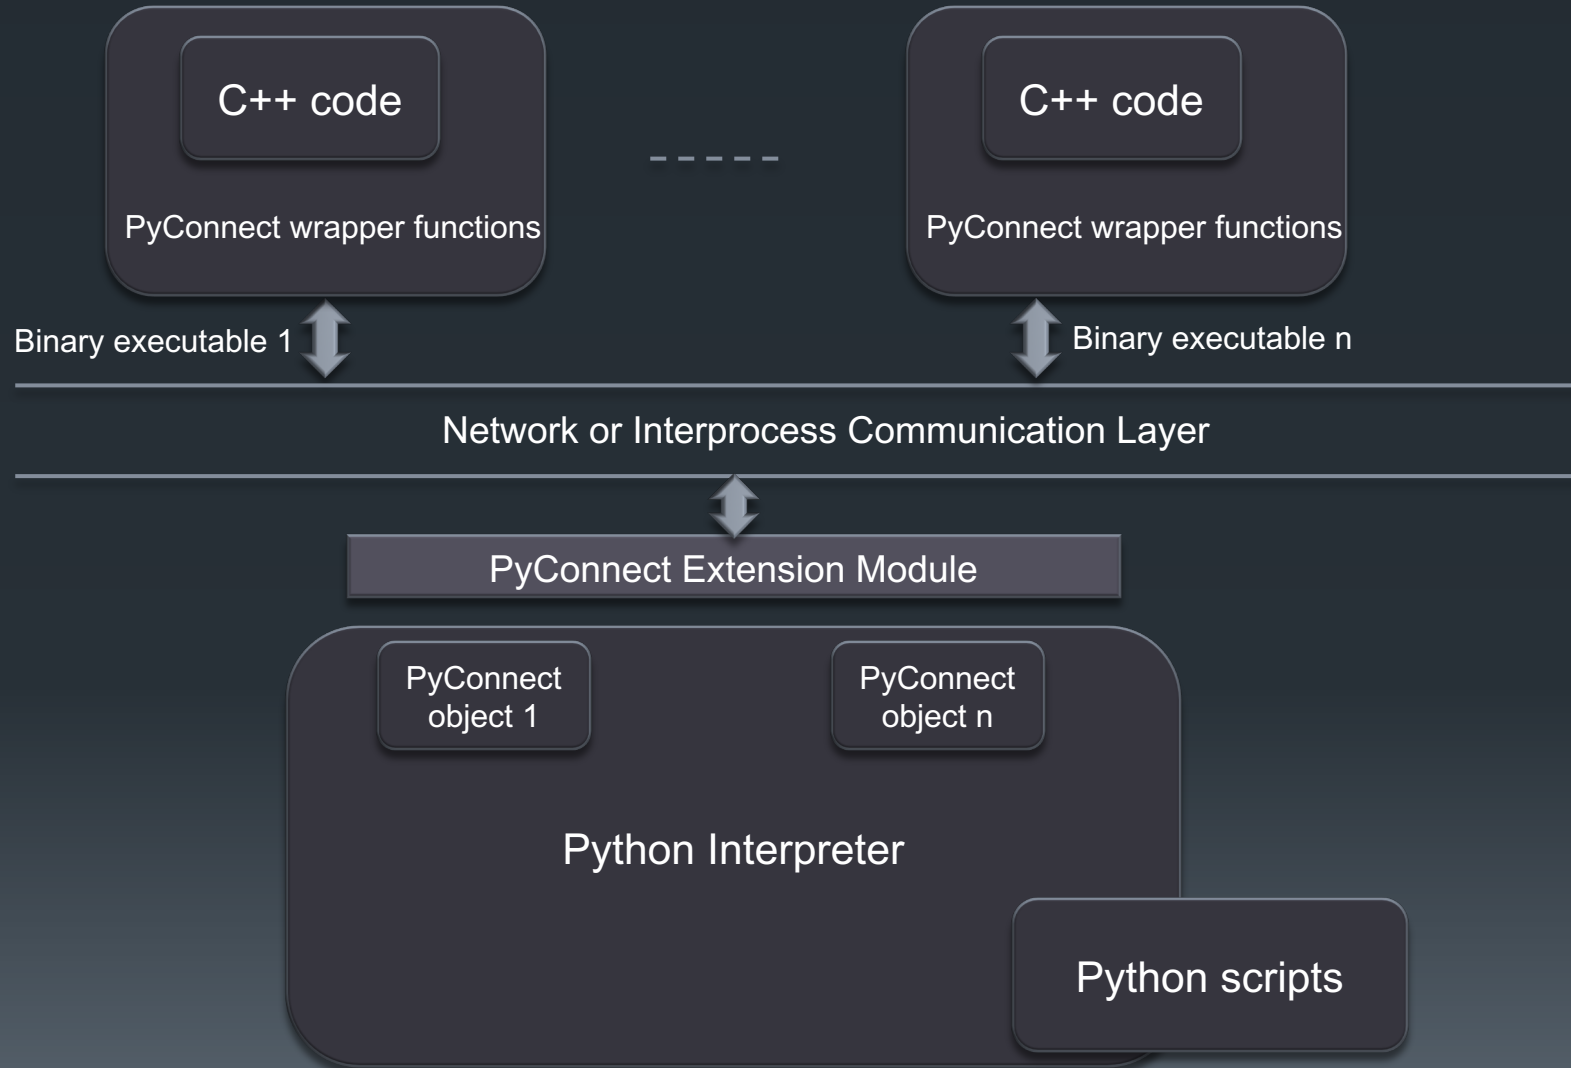 C++ code
C++ code
PyConnect wrapper functions
PyConnect wrapper functions
Binary executable 1
Binary executable n
Network or Interprocess Communication Layer
PyConnect Extension Module
PyConnect
object 1
PyConnect
object n
Python Interpreter
Python scripts